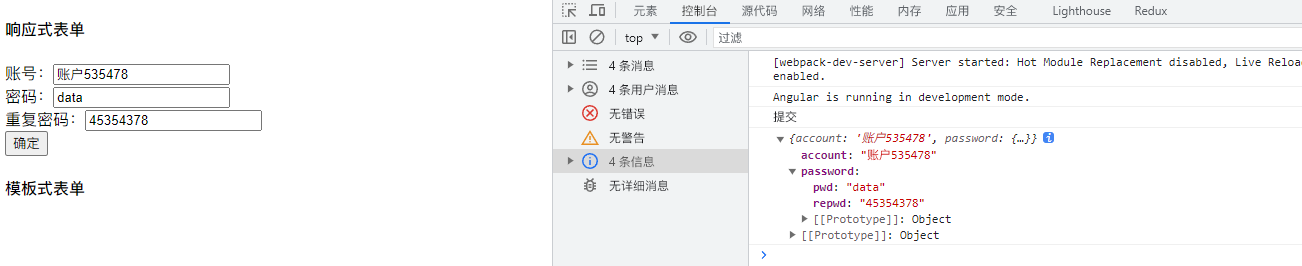 响应式表单
账号：账户535478
密码：data
重复密码：45354378
确定
模板式表单
元素 控制台 源代码 网络 性能 内存 应用 安全 Lighthouse Redux
top 过滤
4 条消息
4 条用户消息
无错误
无警告
4 条信息
无详细消息
[webpack-dev-server] Server started: Hot Module Replacement disabled, Live Reloa
enabled.
Angular is running in development mode.
提交
{account: '账户535478', password: {…}}
account: "账户535478"
password:
pwd: "data"
repwd: "45354378"
[[Prototype]]: Object
[[Prototype]]: Object